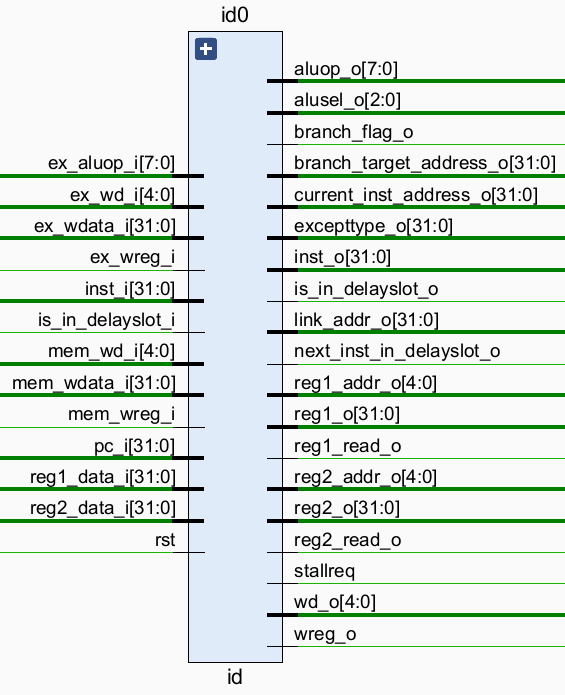 id0
ex_aluop_i[7:0]
ex_wd_i[4:0]
ex_wdata_i[31:0]
ex_wreg_i
inst_i[31:0]
is_in_delayslot_i
mem_wd_i[4:0]
mem_wdata_i[31:0]
mem_wreg_i
pc_i[31:0]
reg1_data_i[31:0]
reg2_data_i[31:0]
rst
aluop_o[7:0]
alusel_o[2:0]
branch_flag_o
branch_target_address_o[31:0]
current_inst_address_o[31:0]
excepttype_o[31:0]
inst_o[31:0]
is_in_delayslot_o
link_addr_o[31:0]
next_inst_in_delayslot_o
reg1_addr_o[4:0]
reg1_o[31:0]
reg1_read_o
reg2_addr_o[4:0]
reg2_o[31:0]
reg2_read_o
stallreq
wd_o[4:0]
wreg_o
id